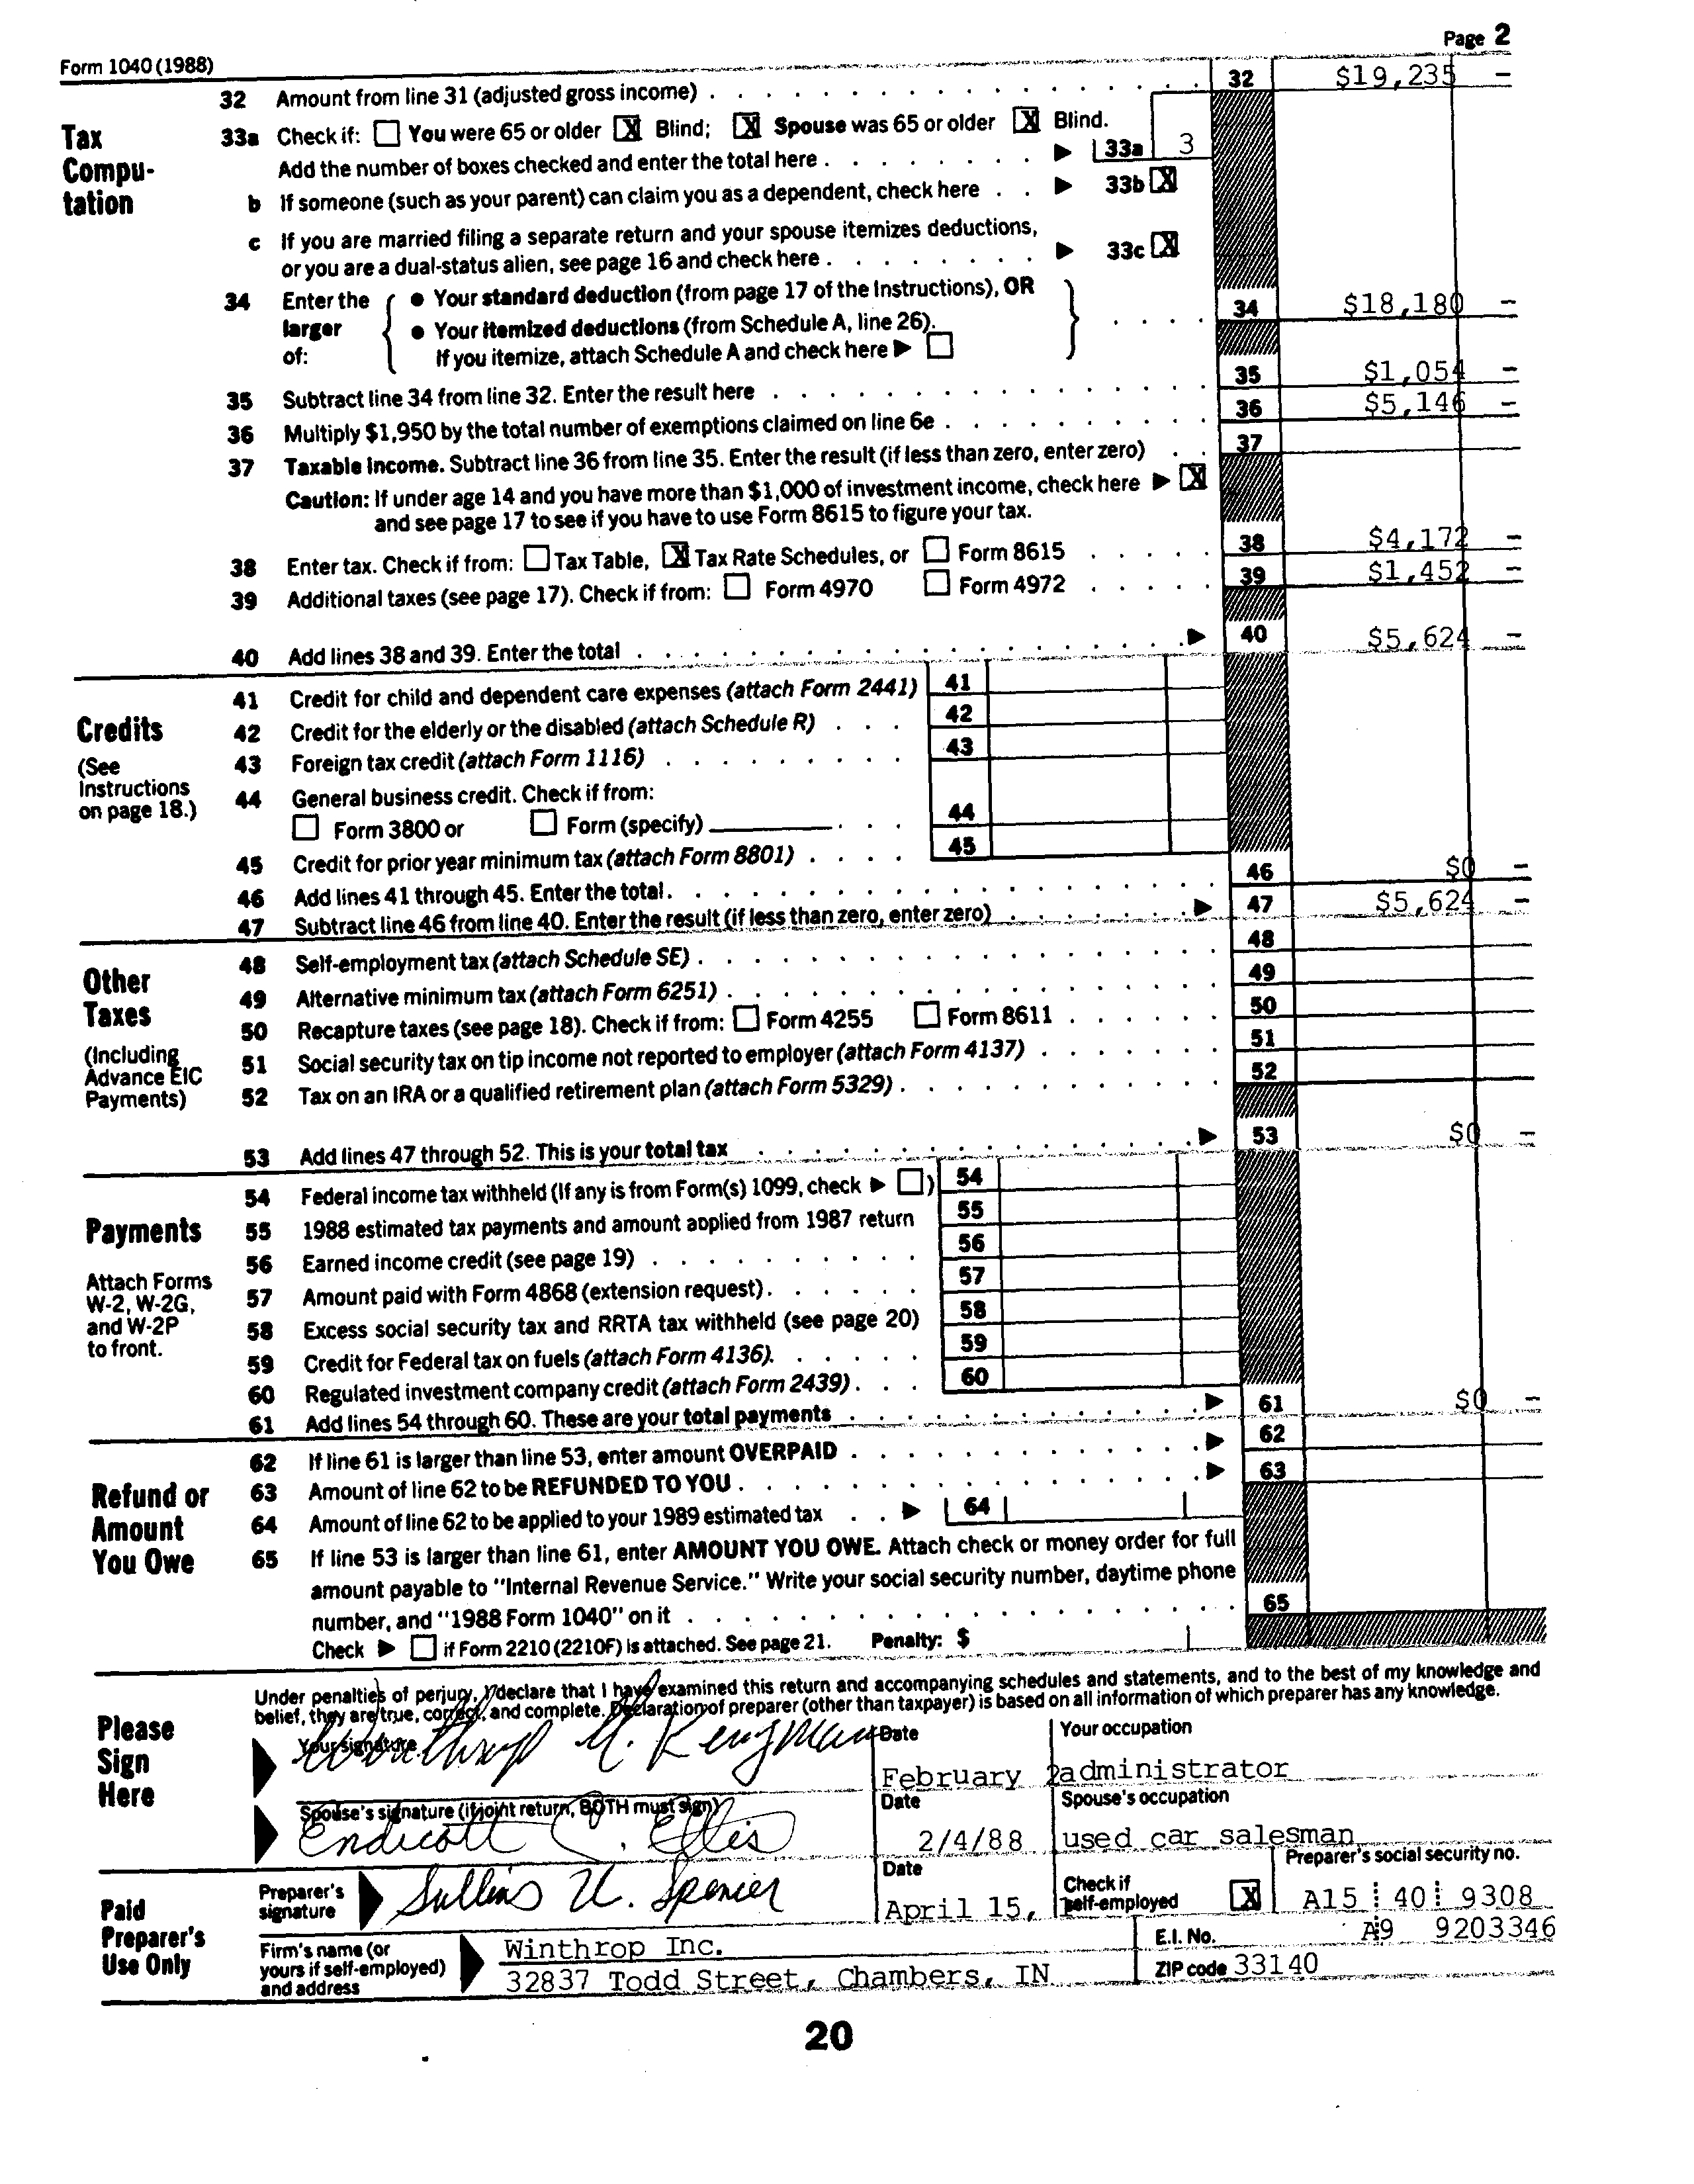 Form 1040 (1988) Page 2
Tax Compu- tation
32 Amount from line 31 (adjusted gross income) 32 $19,235 –
33a Check if: You were 65 or older X Blind; X Spouse was 65 or older X Blind.
Add the number of boxes checked and enter the total here 33a 3
b If someone (such as your parent) can claim you as a dependent, check here 33b X
c If you are married filing a separate return and your spouse itemizes deductions,
or you are a dual-status alien, see page 16 and check here 33c X
34 Enter the larger of:
• Your standard deduction (from page 17 of the Instructions), OR
• Your itemized deductions (from Schedule A, line 26).
If you itemize, attach Schedule A and check here
34 $18,180 –
35 Subtract line 34 from line 32. Enter the result here 35 $1,054 –
36 Multiply $1,950 by the total number of exemptions claimed on line 6e 36 $5,146 –
37 Taxable income. Subtract line 36 from line 35. Enter the result (if less than zero, enter zero) 37
Caution: If under age 14 and you have more than $1,000 of investment income, check here X
and see page 17 to see if you have to use Form 8615 to figure your tax.
38 Enter tax. Check if from: Tax Table, X Tax Rate Schedules, or Form 8615 38 $4,172 –
39 Additional taxes (see page 17). Check if from: Form 4970 Form 4972 39 $1,452 –
40 Add lines 38 and 39. Enter the total 40 $5,624 –
Credits
(See Instructions on page 18.)
41 Credit for child and dependent care expenses (attach Form 2441) 41
42 Credit for the elderly or the disabled (attach Schedule R) 42
43 Foreign tax credit (attach Form 1116) 43
44 General business credit. Check if from:
Form 3800 or Form (specify) 44
45 Credit for prior year minimum tax (attach Form 8801) 45
46 Add lines 41 through 45. Enter the total 46 $0 –
47 Subtract line 46 from line 40. Enter the result (if less than zero, enter zero) 47 $5,624 –
Other Taxes
(Including Advance EIC Payments)
48 Self-employment tax (attach Schedule SE) 48
49 Alternative minimum tax (attach Form 6251) 49
50 Recapture taxes (see page 18). Check if from: Form 4255 Form 8611 50
51 Social security tax on tip income not reported to employer (attach Form 4137) 51
52 Tax on an IRA or a qualified retirement plan (attach Form 5329) 52
53 Add lines 47 through 52. This is your total tax 53 $0 –
Payments
Attach Forms W-2, W-2G, and W-2P to front.
54 Federal income tax withheld (If any is from Form(s) 1099, check ) 54
55 1988 estimated tax payments and amount applied from 1987 return 55
56 Earned income credit (see page 19) 56
57 Amount paid with Form 4868 (extension request) 57
58 Excess social security tax and RRTA tax withheld (see page 20) 58
59 Credit for Federal tax on fuels (attach Form 4136) 59
60 Regulated investment company credit (attach Form 2439) 60
61 Add lines 54 through 60. These are your total payments 61 $0 –
Refund or Amount You Owe
62 If line 61 is larger than line 53, enter amount OVERPAID 62
63 Amount of line 62 to be REFUNDED TO YOU 63
64 Amount of line 62 to be applied to your 1989 estimated tax 64
65 If line 53 is larger than line 61, enter AMOUNT YOU OWE. Attach check or money order for full
amount payable to "Internal Revenue Service." Write your social security number, daytime phone
number, and "1988 Form 1040" on it 65
Check if Form 2210 (2210F) is attached. See page 21. Penalty: $
Please Sign Here
Under penalties of perjury, I declare that I have examined this return and accompanying schedules and statements, and to the best of my knowledge and
belief, they are true, correct, and complete. Declaration of preparer (other than taxpayer) is based on all information of which preparer has any knowledge.
Your signature Date Your occupation
Winthrop M. Kengman February 2 administrator
Spouse's signature (if joint return, BOTH must sign) Date Spouse's occupation
Endicott C. Ellis 2/4/88 used car salesman
Paid Preparer's Use Only
Preparer's signature Date Check if self-employed X Preparer's social security no.
Sullins U. Spenier April 15, A15 40 9308
Firm's name (or yours if self-employed) and address
Winthrop Inc. E.I. No. A9 9203346
32837 Todd Street, Chambers, IN ZIP code 33140
20